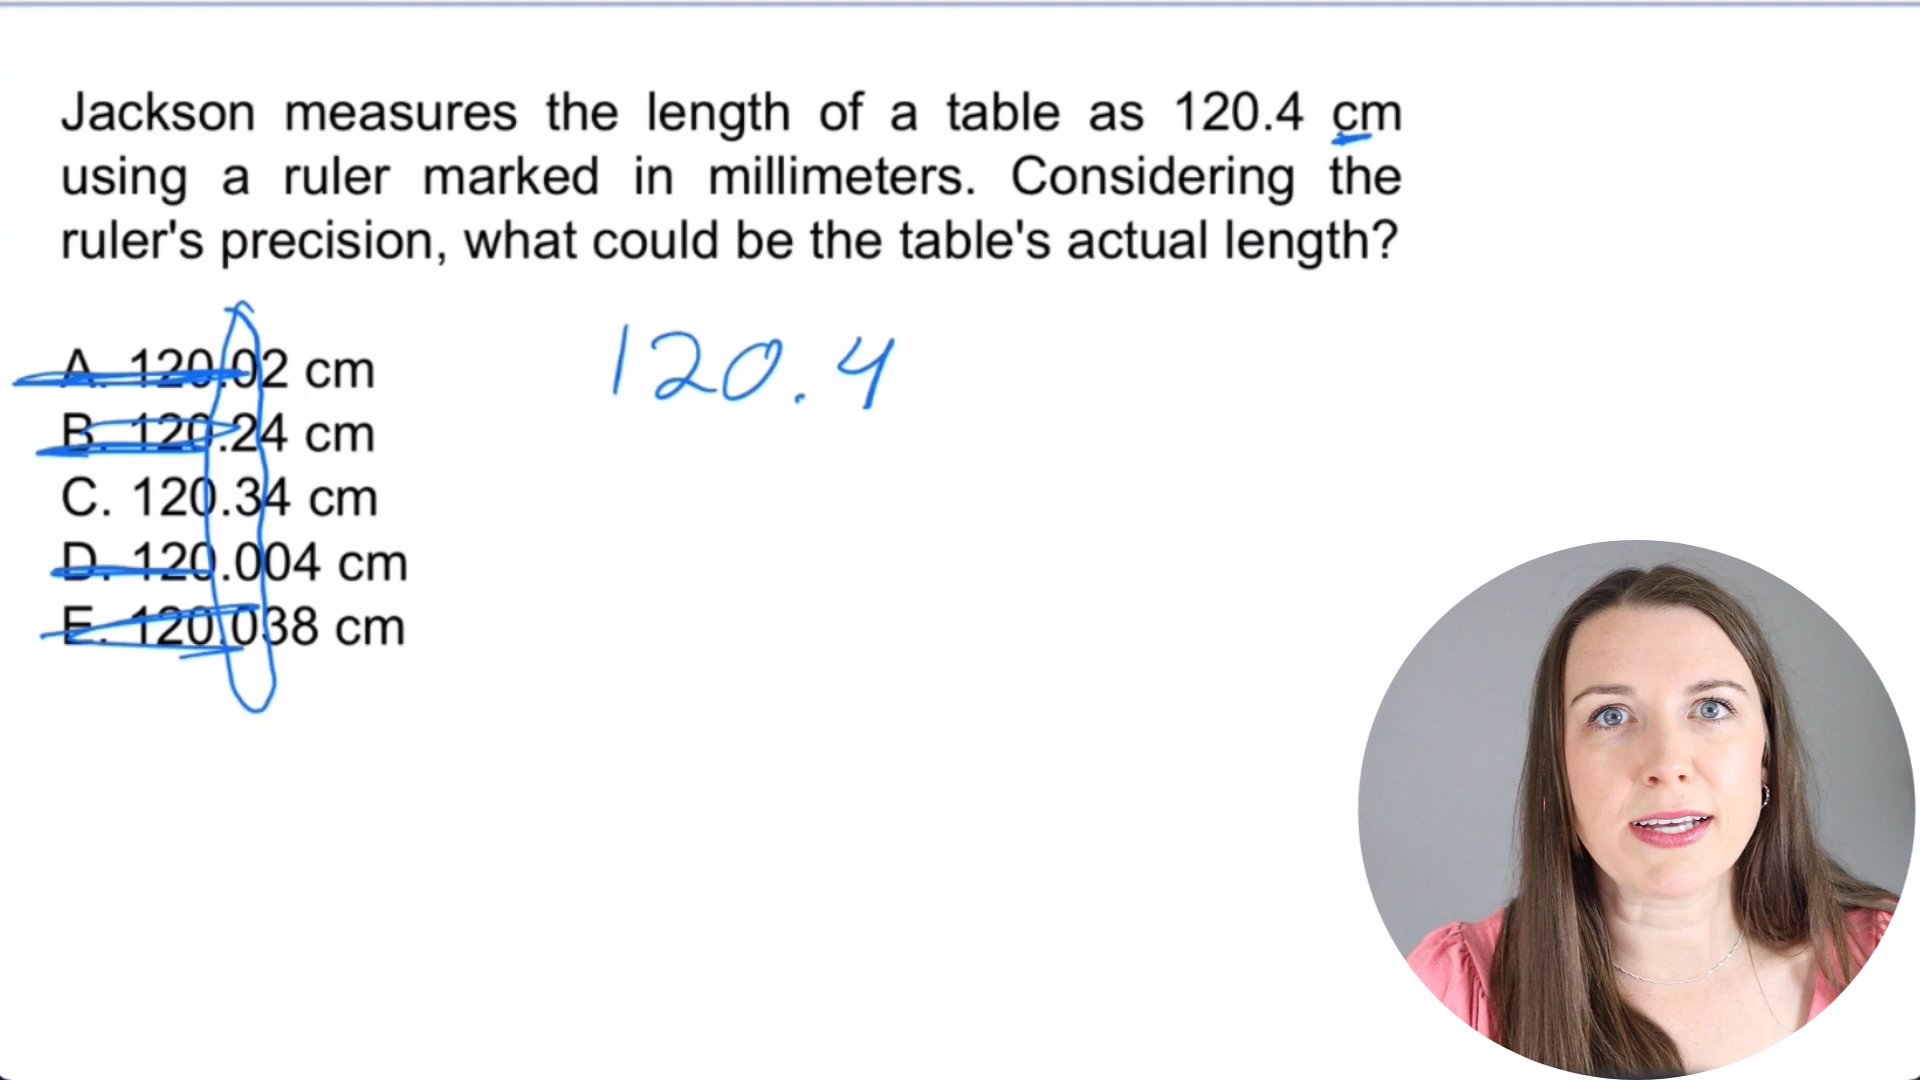 Jackson measures the length of a table as 120.4 cm
using a ruler marked in millimeters. Considering the
ruler's precision, what could be the table's actual length?
A. 120.02 cm
120.4
B. 120.24 cm
C. 120.34 cm
D. 120.004 cm
E. 120.038 cm